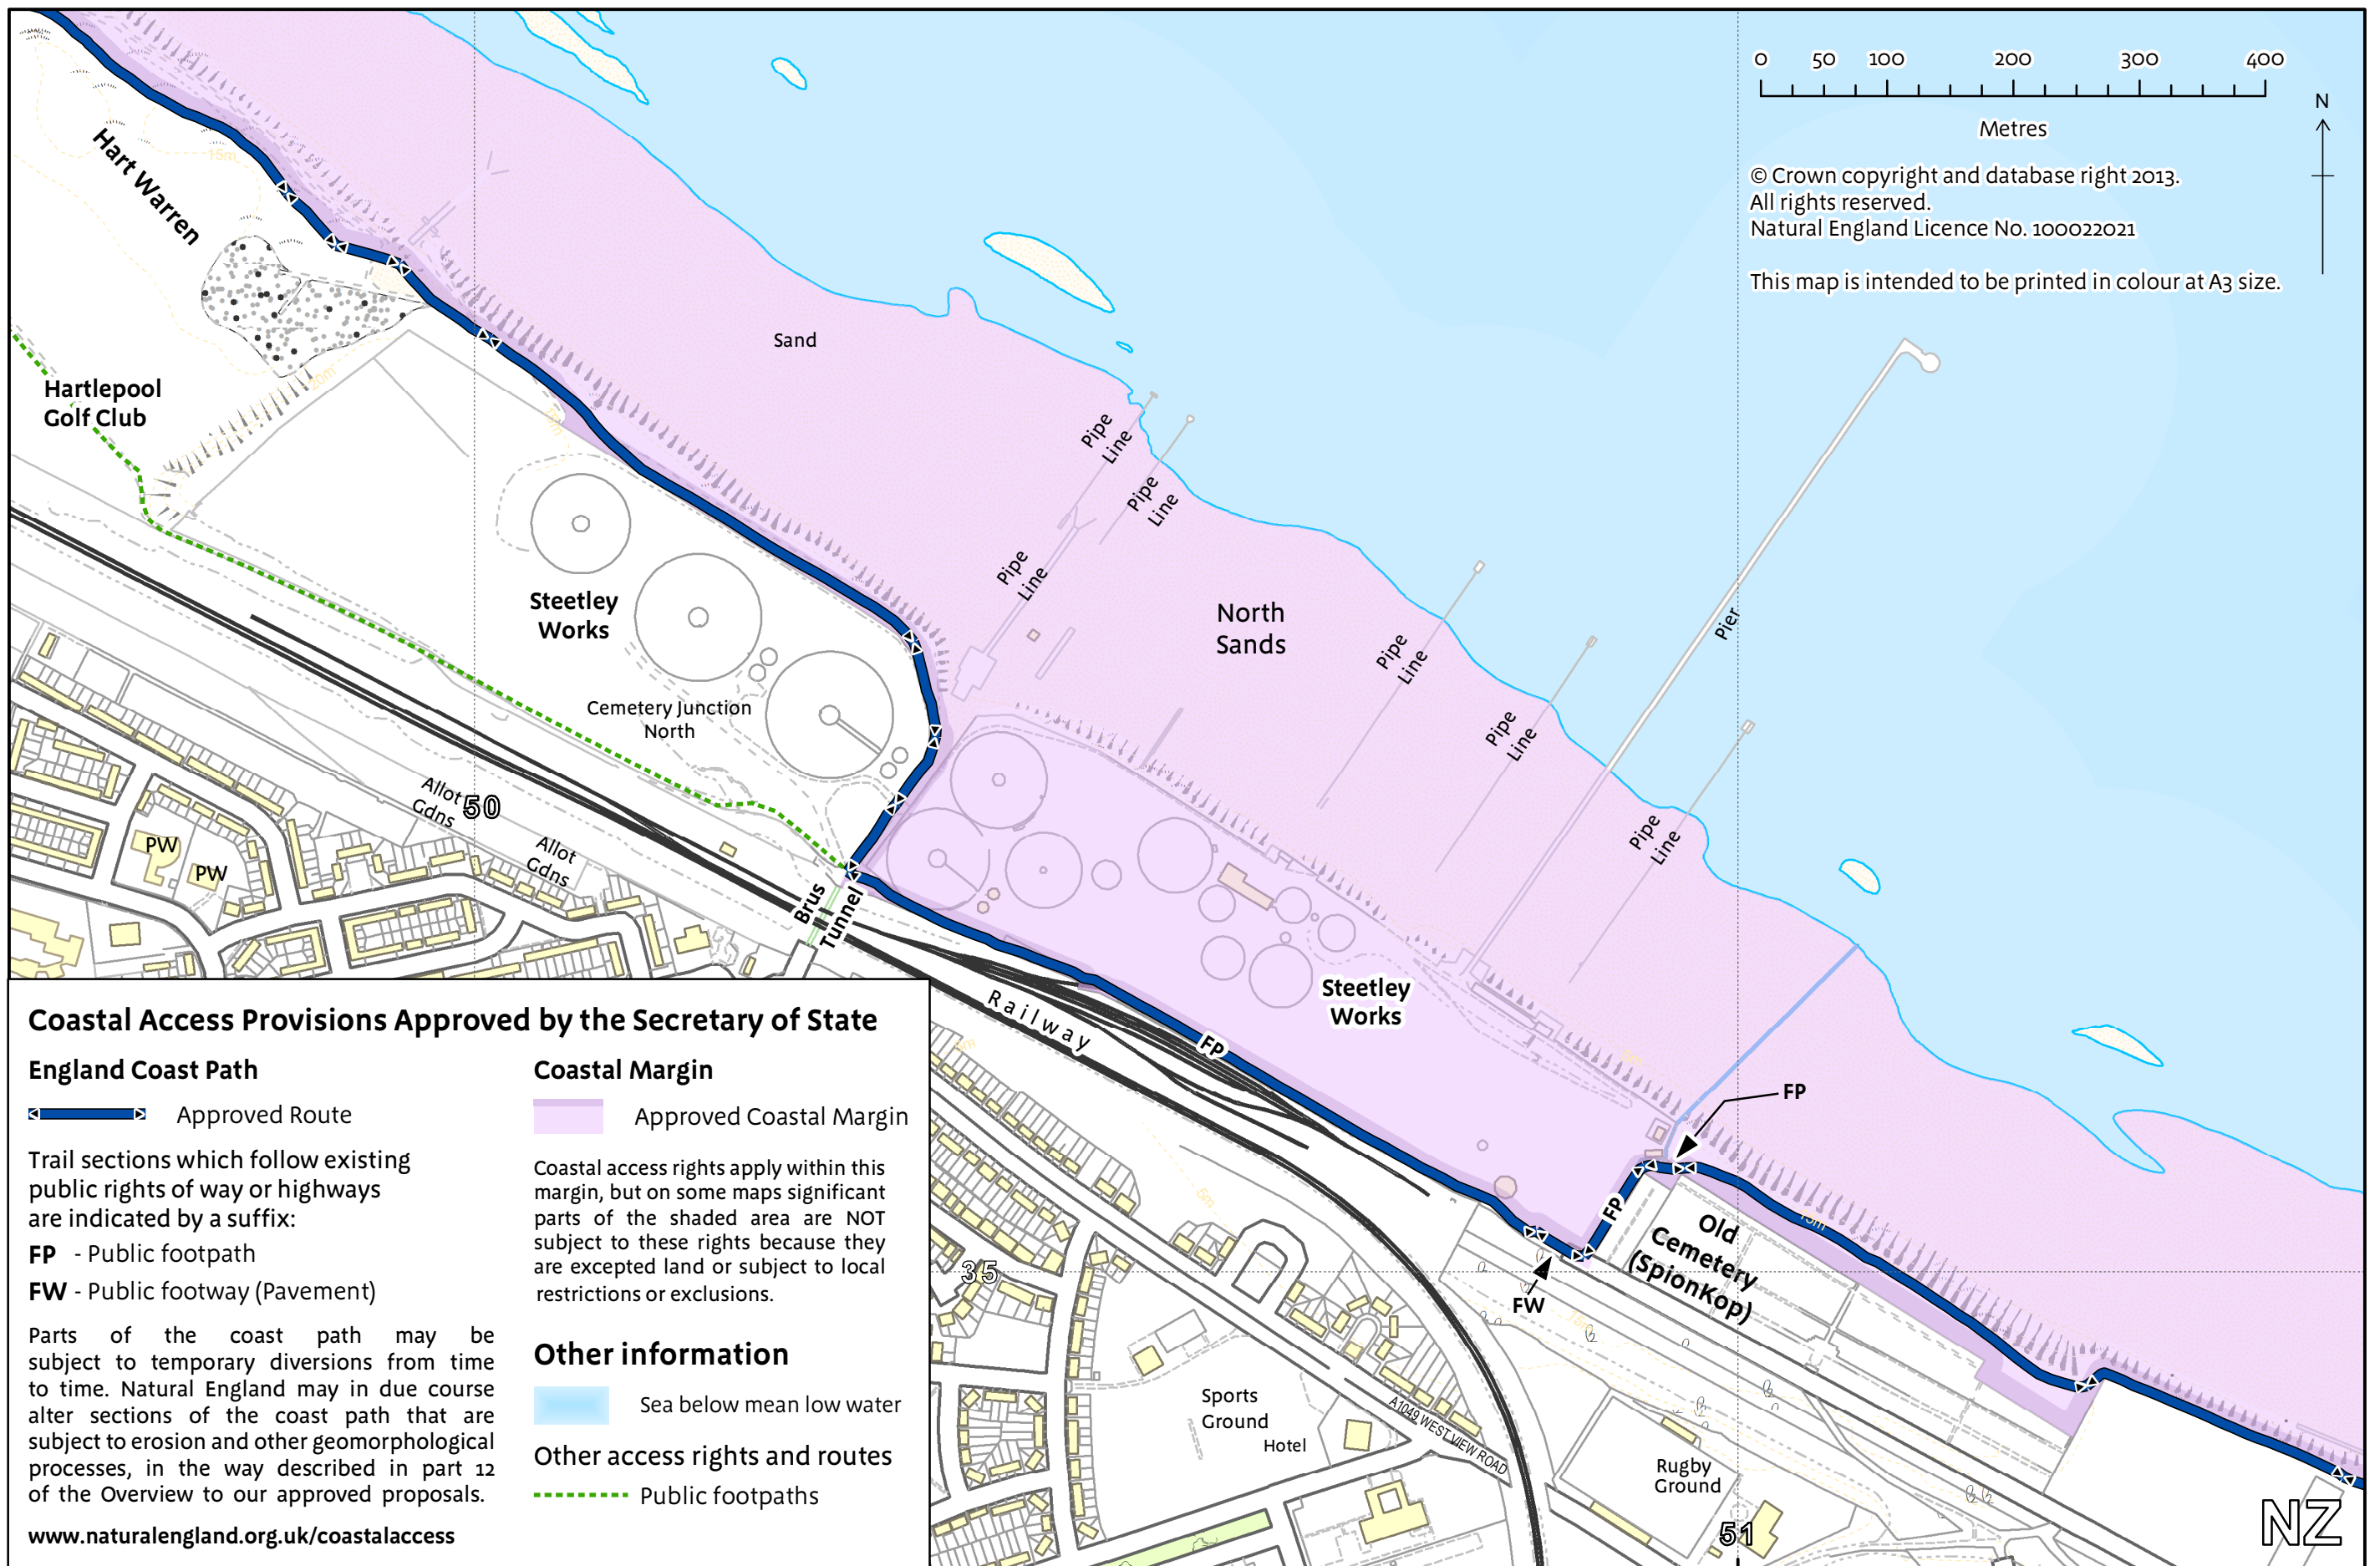 0 50 100 200 300 400
Metres
N
© Crown copyright and database right 2013.
All rights reserved.
Natural England Licence No. 100022021
This map is intended to be printed in colour at A3 size.
Hart Warren
15m
20m
Hartlepool
Golf Club
Sand
Pipe
Line
Pipe
Line
Pipe
Line
North
Sands
Pipe
Line
Pipe
Line
Pipe
Line
Pier
Steetley
Works
Cemetery Junction
North
Allot
Gdns
50
Allot
Gdns
PW
PW
Brus
Tunnel
Railway
FP
Steetley
Works
FP
FP
FW
Old
Cemetery
(SpionKop)
15m
5m
35
Sports
Ground
Hotel
A1049 WEST VIEW ROAD
Rugby
Ground
51
NZ
Coastal Access Provisions Approved by the Secretary of State
England Coast Path
Approved Route
Trail sections which follow existing
public rights of way or highways
are indicated by a suffix:
FP - Public footpath
FW - Public footway (Pavement)
Parts of the coast path may be
subject to temporary diversions from time
to time. Natural England may in due course
alter sections of the coast path that are
subject to erosion and other geomorphological
processes, in the way described in part 12
of the Overview to our approved proposals.
www.naturalengland.org.uk/coastalaccess
Coastal Margin
Approved Coastal Margin
Coastal access rights apply within this
margin, but on some maps significant
parts of the shaded area are NOT
subject to these rights because they
are excepted land or subject to local
restrictions or exclusions.
Other information
Sea below mean low water
Other access rights and routes
Public footpaths